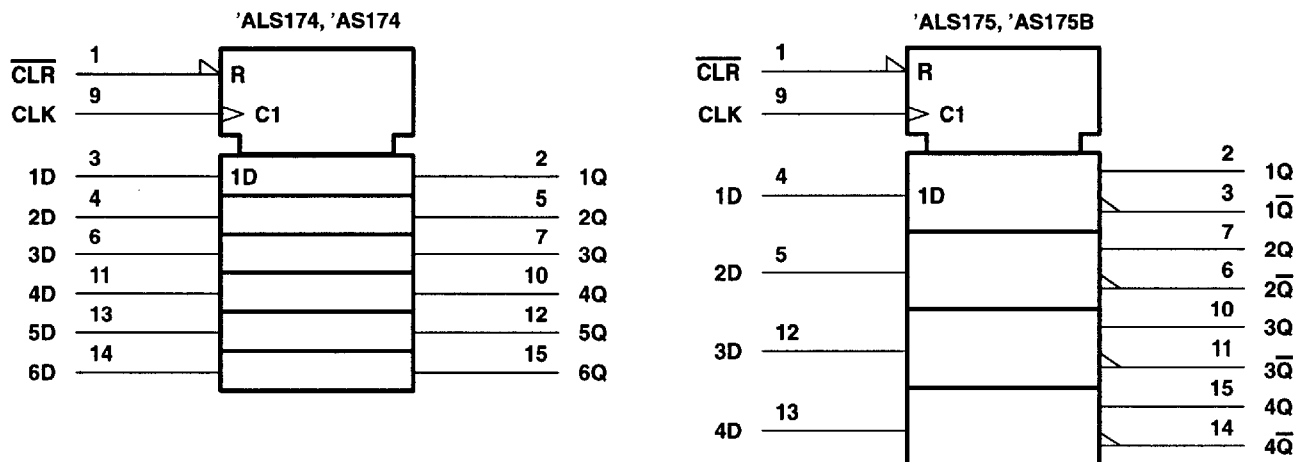 'ALS174, 'AS174
C̅L̅R̅ 1 R
CLK 9 C1
1D 3 1D 2 1Q
2D 4 5 2Q
3D 6 7 3Q
4D 11 10 4Q
5D 13 12 5Q
6D 14 15 6Q
'ALS175, 'AS175B
C̅L̅R̅ 1 R
CLK 9 C1
1D 4 1D 2 1Q
3 1Q̅
2D 5 7 2Q
6 2Q̅
3D 12 10 3Q
11 3Q̅
4D 13 15 4Q
14 4Q̅